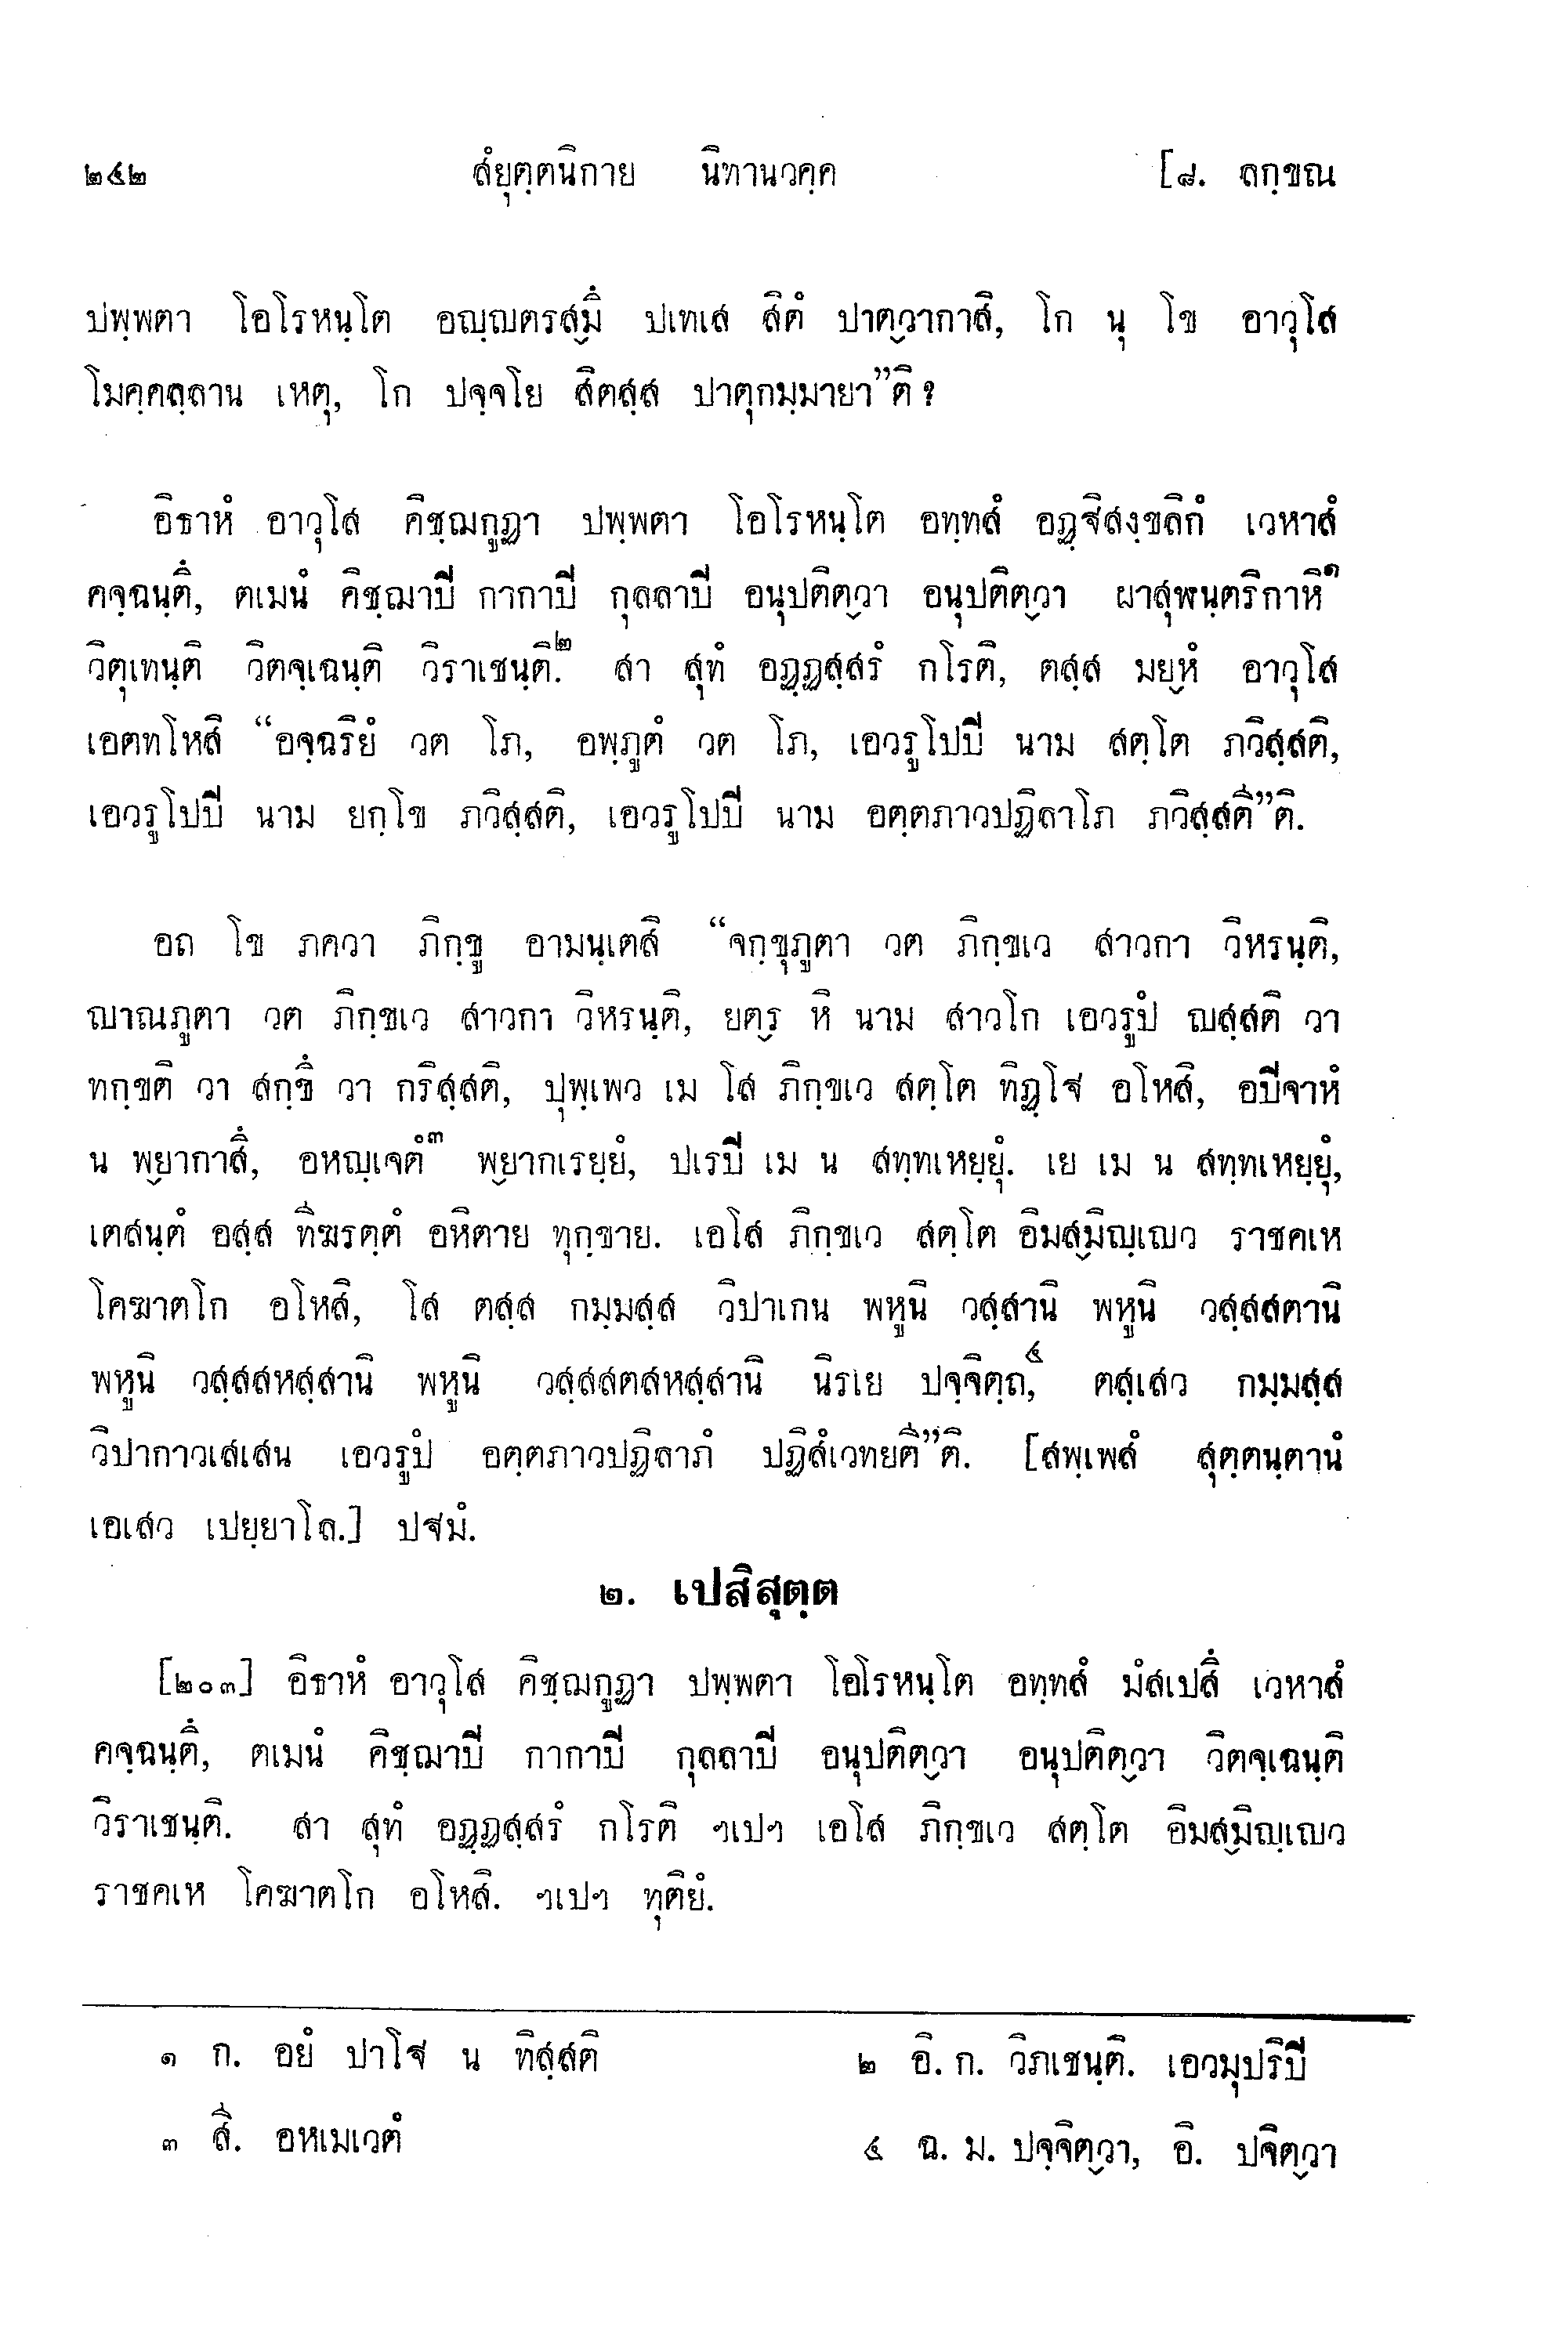 ๒๔๒ สํยุตฺตนิกาย นิทานวคฺค [๘. ลกฺขณ
ปพฺพตา โอโรหนฺโต อญฺญตรสฺมึ ปเทเส สิตํ ปาตฺวากาสิ, โก นุ โข อาวุโส
โมคฺคลฺลาน เหตุ, โก ปจฺจโย สิตสฺส ปาตุกมฺมายา”ติ ?
อิธาหํ อาวุโส คิชฺฌกูฏา ปพฺพตา โอโรหนฺโต อทฺทสํ อฏฺฐิสงฺขลิกํ เวหาสํ
คจฺฉนฺตึ, ตเมนํ คิชฺฌาปิ กากาปิ กุลลาปิ อนุปติตฺวา อนุปติตฺวา ผาสุพนฺตริกาหิ๑
วิตุเทนฺติ วิตจฺเฉนฺติ วิราเชนฺติ.๒ สา สุทํ อฏฺฏสฺสรํ กโรติ, ตสฺส มยฺหํ อาวุโส
เอตทโหสิ “อจฺฉริยํ วต โภ, อพฺภูตํ วต โภ, เอวรูโปปิ นาม สตฺโต ภวิสฺสติ,
เอวรูโปปิ นาม ยกฺโข ภวิสฺสติ, เอวรูโปปิ นาม อตฺตภาวปฏิลาโภ ภวิสฺสตี”ติ.
อถ โข ภควา ภิกฺขู อามนฺเตสิ “จกฺขุภูตา วต ภิกฺขเว สาวกา วิหรนฺติ,
ญาณภูตา วต ภิกฺขเว สาวกา วิหรนฺติ, ยตฺร หิ นาม สาวโก เอวรูปํ ญสฺสติ วา
ทกฺขติ วา สกฺขึ วา กริสฺสติ, ปุพฺเพว เม โส ภิกฺขเว สตฺโต ทิฏฺโฐ อโหสิ, อปิจาหํ
น พฺยากาสึ, อหญฺเจตํ๓ พฺยากเรยฺยํ, ปเรปิ เม น สทฺทเหยฺยุํ. เย เม น สทฺทเหยฺยุํ,
เตสนฺตํ อสฺส ทีฆรตฺตํ อหิตาย ทุกฺขาย. เอโส ภิกฺขเว สตฺโต อิมสฺมิญฺเญว ราชคเห
โคฆาตโก อโหสิ, โส ตสฺส กมฺมสฺส วิปาเกน พหูนิ วสฺสานิ พหูนิ วสฺสสตานิ
พหูนิ วสฺสสหสฺสานิ พหูนิ วสฺสสตสหสฺสานิ นิรเย ปจฺจิตฺถ,๔ ตสฺเสว กมฺมสฺส
วิปากาวเสเสน เอวรูปํ อตฺตภาวปฏิลาภํ ปฏิสํเวทยตี”ติ. [สพฺเพสํ สุตฺตนฺตานํ
เอเสว เปยฺยาโล.] ปฐมํ.
๒. เปสิสุตฺต
[๒๐๓] อิธาหํ อาวุโส คิชฺฌกูฏา ปพฺพตา โอโรหนฺโต อทฺทสํ มํสเปสึ เวหาสํ
คจฺฉนฺตึ, ตเมนํ คิชฺฌาปิ กากาปิ กุลลาปิ อนุปติตฺวา อนุปติตฺวา วิตจฺเฉนฺติ
วิราเชนฺติ. สา สุทํ อฏฺฏสฺสรํ กโรติ ฯเปฯ เอโส ภิกฺขเว สตฺโต อิมสฺมิญฺเญว
ราชคเห โคฆาตโก อโหสิ. ฯเปฯ ทุติยํ.
๑ ก. อยํ ปาโฐ น ทิสฺสติ ๒ อิ. ก. วิภเชนฺติ. เอวมุปริปิ
๓ สี. อหเมเวตํ ๔ ฉ. ม. ปจฺจิตฺวา, อิ. ปจิตฺวา